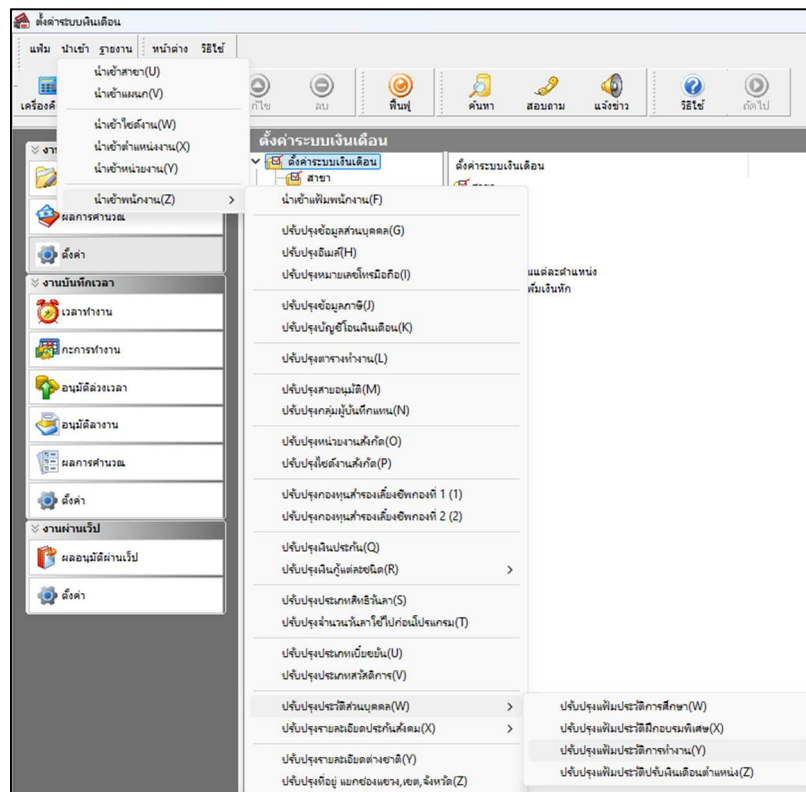 ตั้งค่าระบบเงินเดือน
แฟ้ม นำเข้า รายงาน หน้าต่าง วิธีใช้
นำเข้าสาขา(U)
นำเข้าแผนก(V)
นำเข้าไซต์งาน(W)
นำเข้าตำแหน่งงาน(X)
นำเข้าหน่วยงาน(Y)
นำเข้าพนักงาน(Z)
ลบ ฟื้นฟู ค้นหา สอบถาม แจ้งข่าว วิธีใช้ ถัดไป
ตั้งค่าระบบเงินเดือน
ตั้งค่าระบบเงินเดือน
สาขา
ตั้งค่าระบบเงินเดือน
ผลการคำนวณ
ตั้งค่า
งานบันทึกเวลา
เวลาทำงาน
กะการทำงาน
อนุมัติล่วงเวลา
อนุมัติลางาน
ผลการคำนวณ
ตั้งค่า
งานผ่านเว็ป
ผลอนุมัติผ่านเว็ป
ตั้งค่า
นำเข้าแฟ้มพนักงาน(F)
ปรับปรุงข้อมูลส่วนบุคคล(G)
ปรับปรุงอีเมล์(H)
ปรับปรุงหมายเลขโทรมือถือ(I)
ปรับปรุงข้อมูลภาษี(J)
ปรับปรุงบัญชีโอนเงินเดือน(K)
ปรับปรุงตารางทำงาน(L)
ปรับปรุงสายอนุมัติ(M)
ปรับปรุงกลุ่มผู้บันทึกแทน(N)
ปรับปรุงหน่วยงานสังกัด(O)
ปรับปรุงไซต์งานสังกัด(P)
ปรับปรุงกองทุนสำรองเลี้ยงชีพกองที่ 1 (1)
ปรับปรุงกองทุนสำรองเลี้ยงชีพกองที่ 2 (2)
ปรับปรุงเงินประกัน(Q)
ปรับปรุงเงินกู้แต่ละชนิด(R)
ปรับปรุงประเภทสิทธิวันลา(S)
ปรับปรุงจำนวนวันลาใช้ไปก่อนโปรแกรม(T)
ปรับปรุงประเภทเบี้ยขยัน(U)
ปรับปรุงประเภทสวัสดิการ(V)
ปรับปรุงประวัติส่วนบุคคล(W)
ปรับปรุงรายละเอียดประกันสังคม(X)
ปรับปรุงรายละเอียดต่างชาติ(Y)
ปรับปรุงที่อยู่ แยกช่องแขวง,เขต,จังหวัด(Z)
ปรับปรุงแฟ้มประวัติการศึกษา(W)
ปรับปรุงแฟ้มประวัติฝึกอบรมพิเศษ(X)
ปรับปรุงแฟ้มประวัติการทำงาน(Y)
ปรับปรุงแฟ้มประวัติปรับเงินเดือนตำแหน่ง(Z)